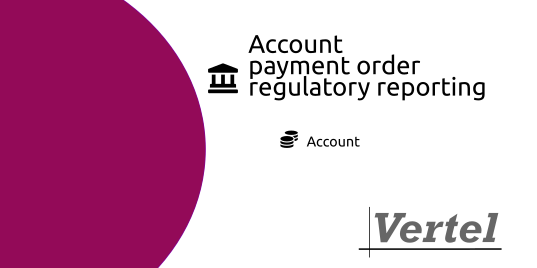 Account
payment order
regulatory reporting
Account
Vertel